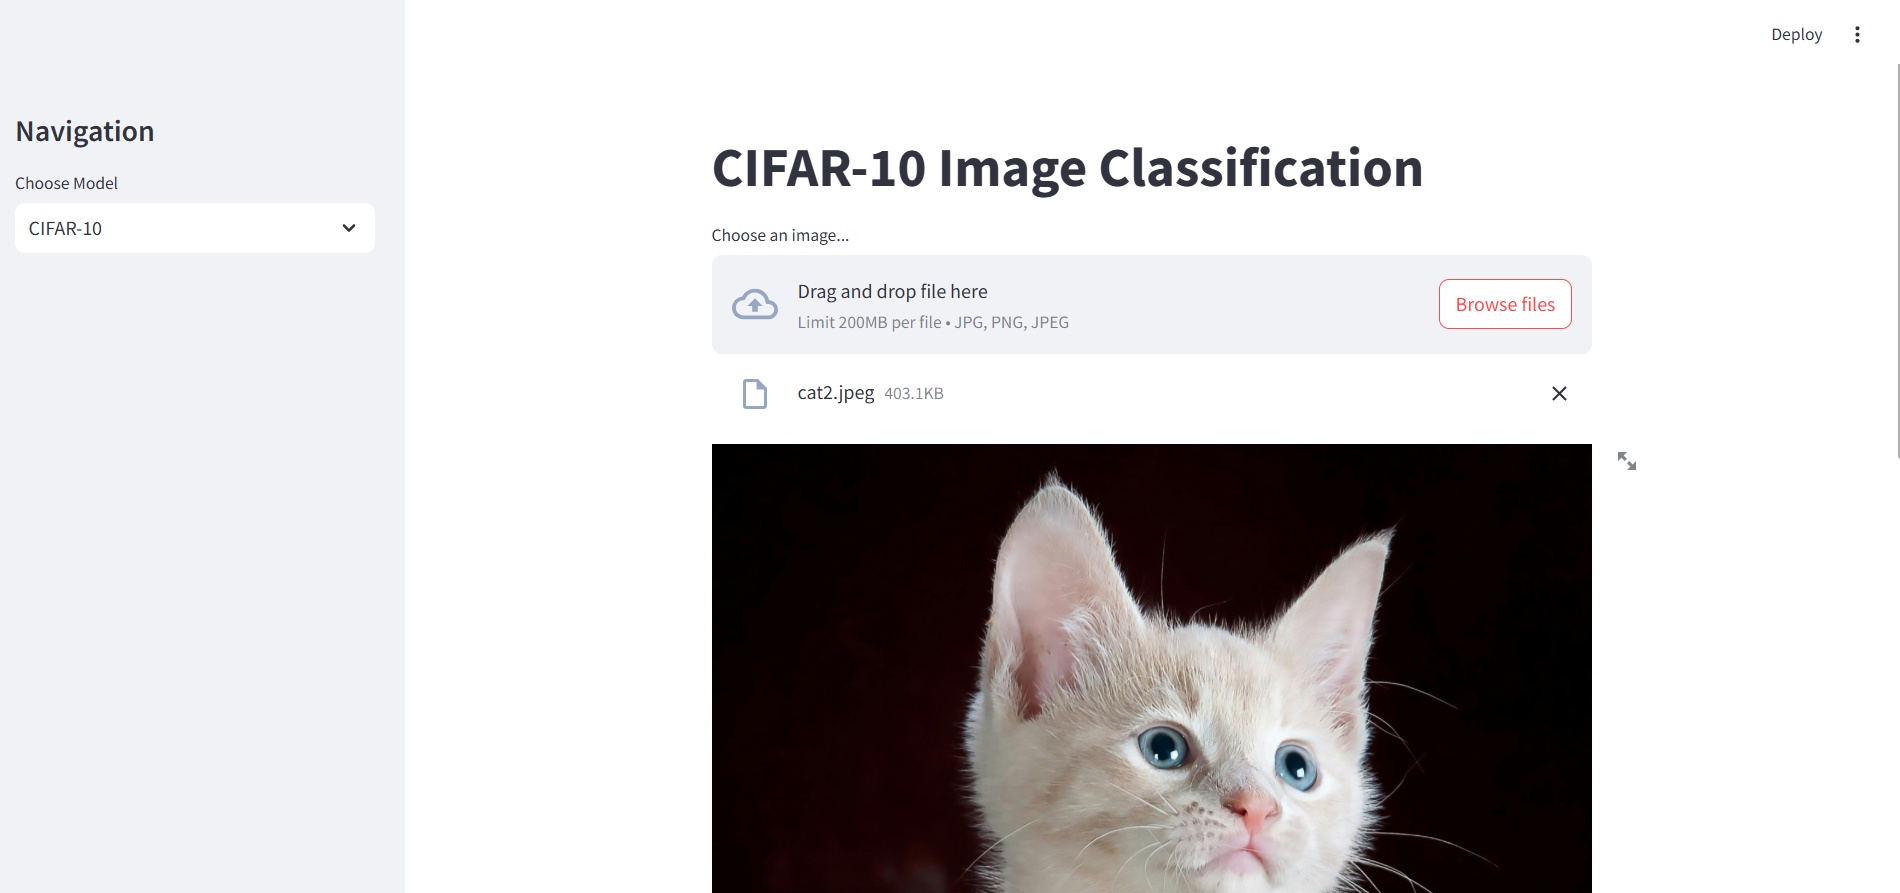 Deploy
Navigation
Choose Model
CIFAR-10
CIFAR-10 Image Classification
Choose an image...
Drag and drop file here
Limit 200MB per file • JPG, PNG, JPEG
Browse files
cat2.jpeg 403.1KB